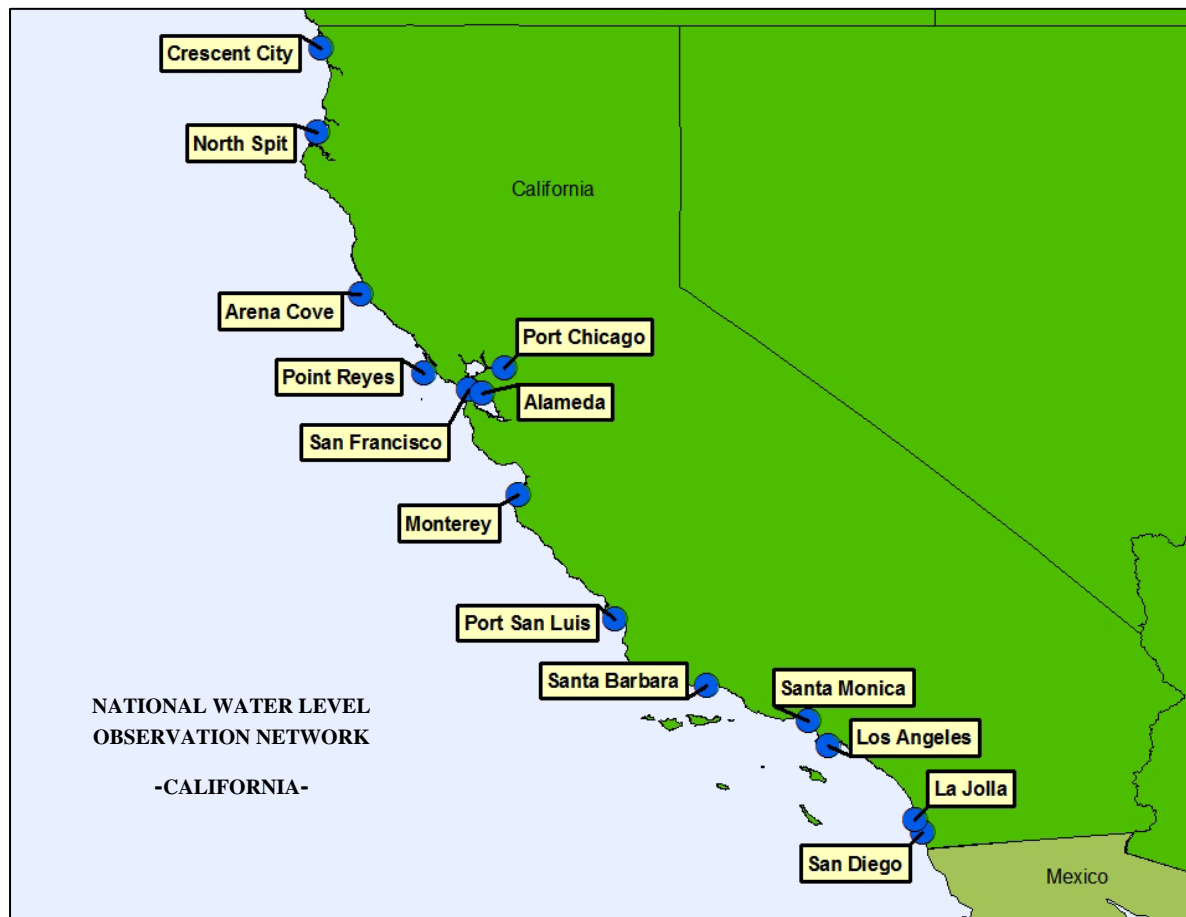 Crescent City
North Spit
California
Arena Cove
Port Chicago
Point Reyes
Alameda
San Francisco
Monterey
Port San Luis
Santa Barbara
Santa Monica
NATIONAL WATER LEVEL
OBSERVATION NETWORK
-CALIFORNIA-
Los Angeles
La Jolla
San Diego
Mexico